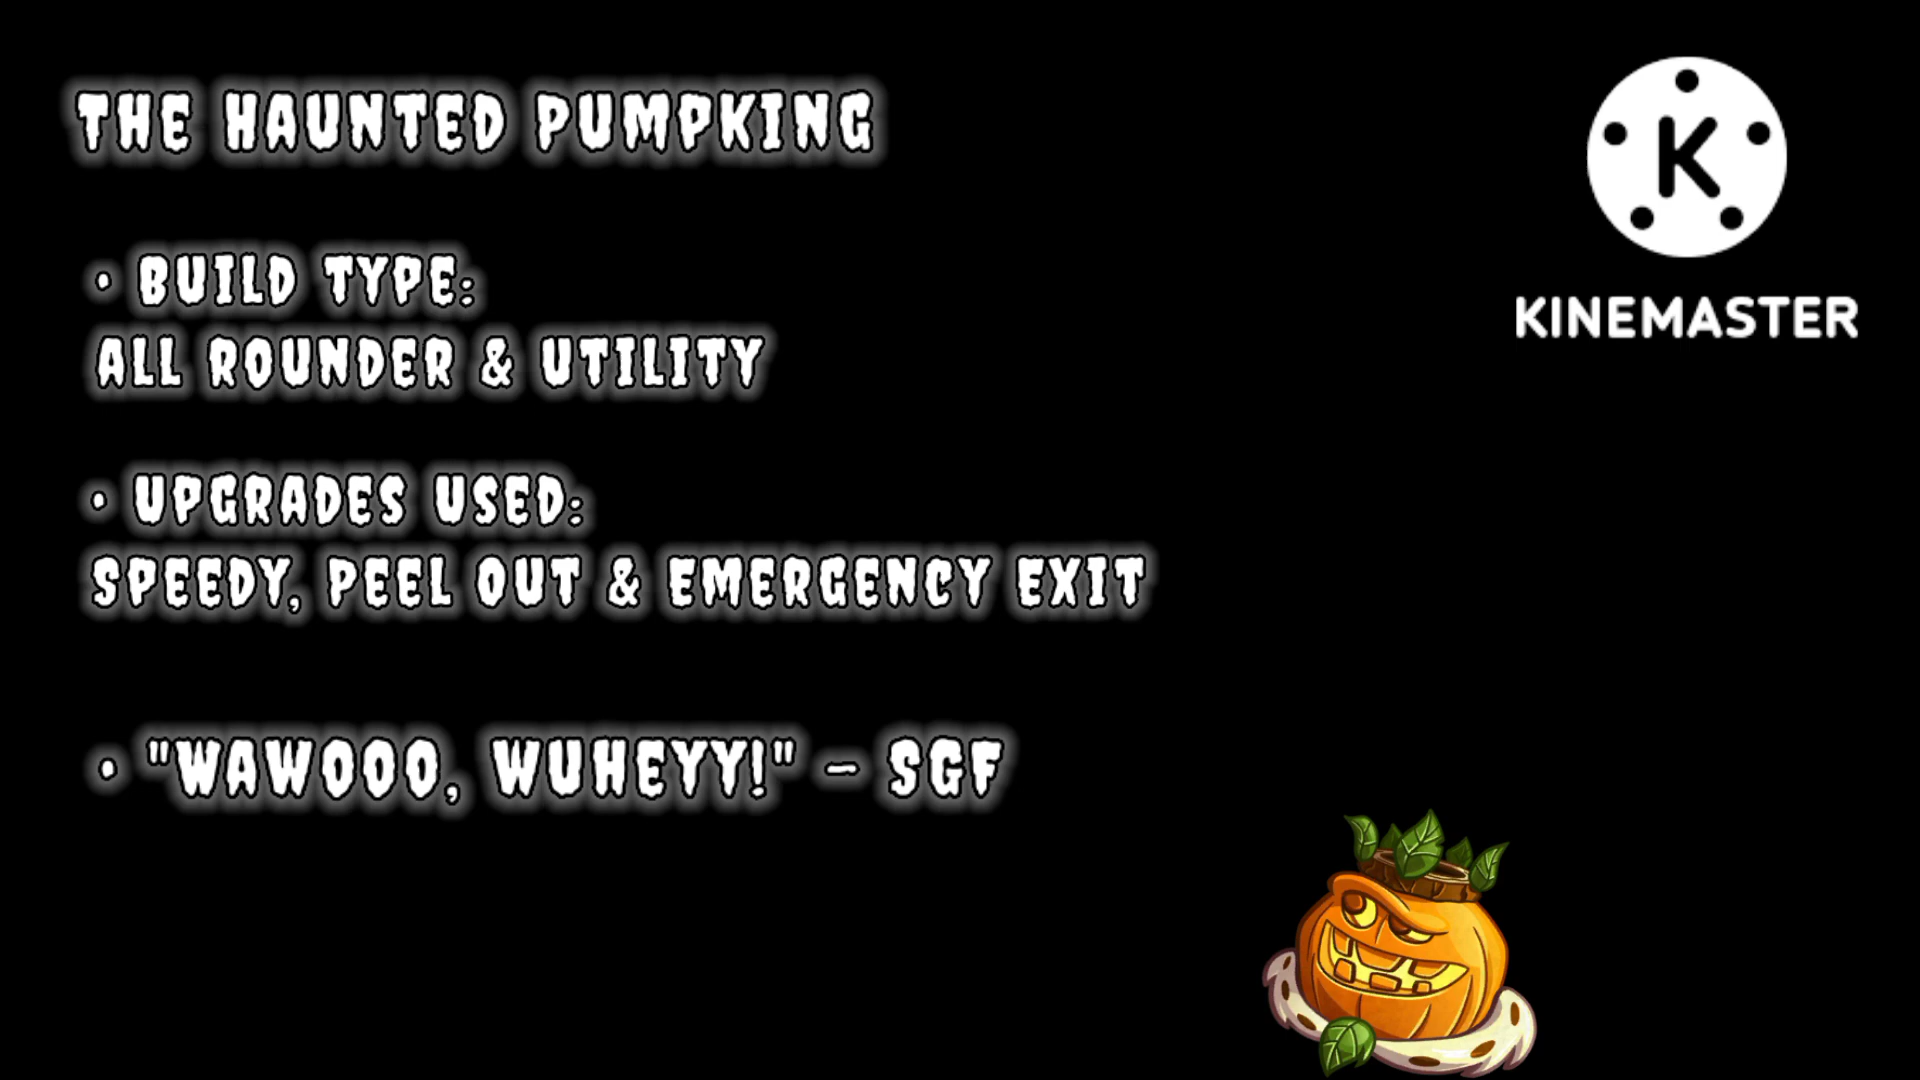 THE HAUNTED PUMPKING
K
KINEMASTER
• BUILD TYPE:
ALL ROUNDER & UTILITY
• UPGRADES USED:
SPEEDY, PEEL OUT & EMERGENCY EXIT
• "WAWOOO, WUHEYY!" - SGF